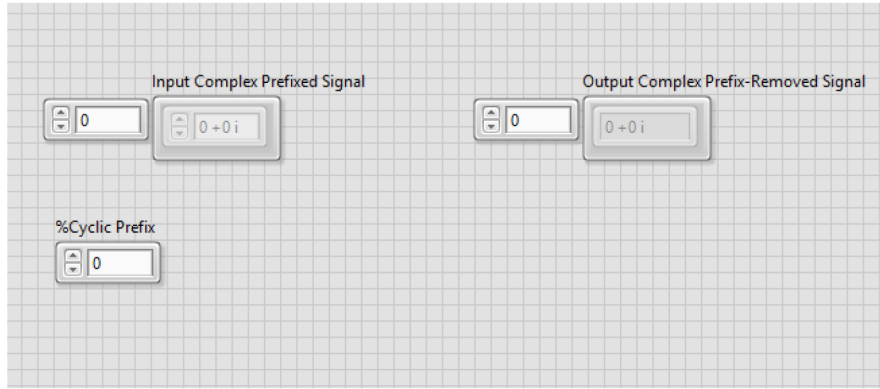 Input Complex Prefixed Signal
0
0 +0 i
Output Complex Prefix-Removed Signal
0
0 +0 i
%Cyclic Prefix
0